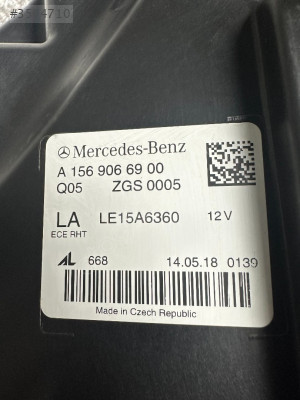 Mercedes-Benz
A 156 906 69 00
Q05 ZGS 0005
LA LE15A6360 12V
ECE RHT
AL 668 14.05.18 0139
Made in Czech Republic